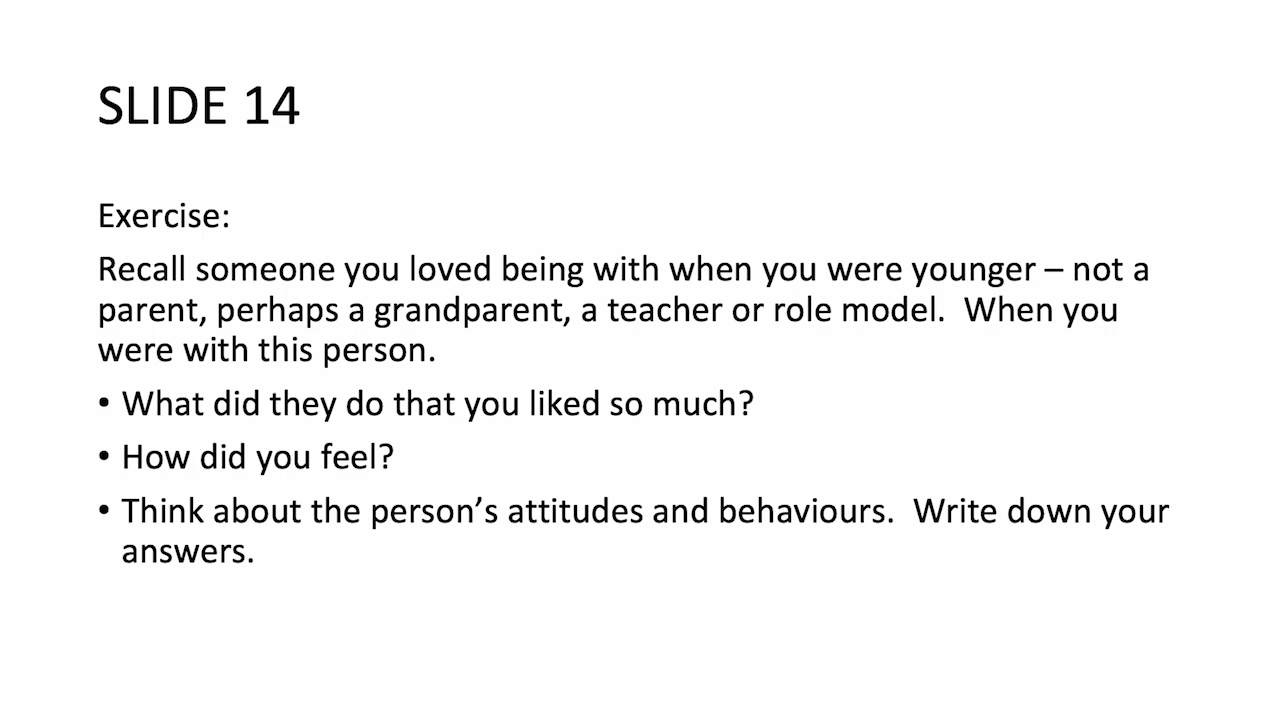 SLIDE 14
Exercise:
Recall someone you loved being with when you were younger – not a
parent, perhaps a grandparent, a teacher or role model.  When you
were with this person.
• What did they do that you liked so much?
• How did you feel?
• Think about the person’s attitudes and behaviours.  Write down your
answers.